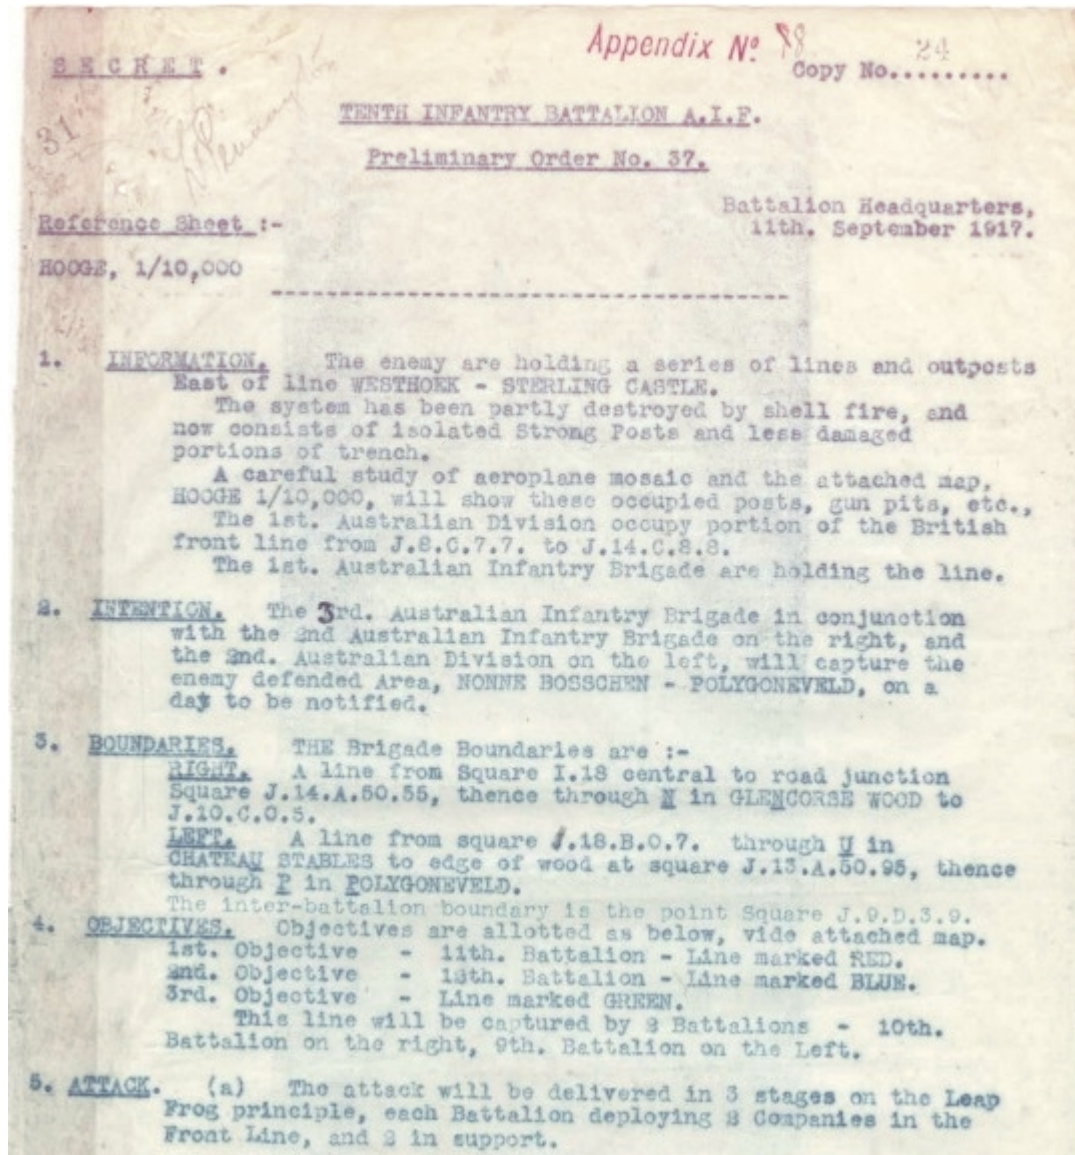 Appendix No. 88
SECRET.
Copy No. 24
31
TENTH INFANTRY BATTALION A.I.F.
Preliminary Order No. 37.
Battalion Headquarters,
Reference Sheet :-
11th. September 1917.
HOOGE, 1/10,000
1. INFORMATION. The enemy are holding a series of lines and outposts
East of line WESTHOEK - STERLING CASTLE.
The system has been partly destroyed by shell fire, and
now consists of isolated Strong Posts and less damaged
portions of trench.
A careful study of aeroplane mosaic and the attached map,
HOOGE 1/10,000, will show these occupied posts, gun pits, etc.,
The 1st. Australian Division occupy portion of the British
front line from J.8.C.7.7. to J.14.C.8.8.
The 1st. Australian Infantry Brigade are holding the line.
2. INTENTION. The 3rd. Australian Infantry Brigade in conjunction
with the 2nd Australian Infantry Brigade on the right, and
the 2nd. Australian Division on the left, will capture the
enemy defended Area, NONNE BOSSCHEN - POLYGONEVELD, on a
day to be notified.
3. BOUNDARIES. THE Brigade Boundaries are :-
RIGHT. A line from Square I.18 central to road junction
Square J.14.A.50.55, thence through N in GLENCORSE WOOD to
J.10.C.0.5.
LEFT. A line from square I.18.B.0.7. through U in
CHATEAU STABLES to edge of wood at square J.13.A.50.95, thence
through P in POLYGONEVELD.
The inter-battalion boundary is the point Square J.9.D.3.9.
4. OBJECTIVES. Objectives are allotted as below, vide attached map.
1st. Objective - 11th. Battalion - Line marked RED.
2nd. Objective - 12th. Battalion - Line marked BLUE.
3rd. Objective - Line marked GREEN.
This line will be captured by 2 Battalions - 10th.
Battalion on the right, 9th. Battalion on the Left.
5. ATTACK. (a) The attack will be delivered in 3 stages on the Leap
Frog principle, each Battalion deploying 2 Companies in the
Front Line, and 2 in support.